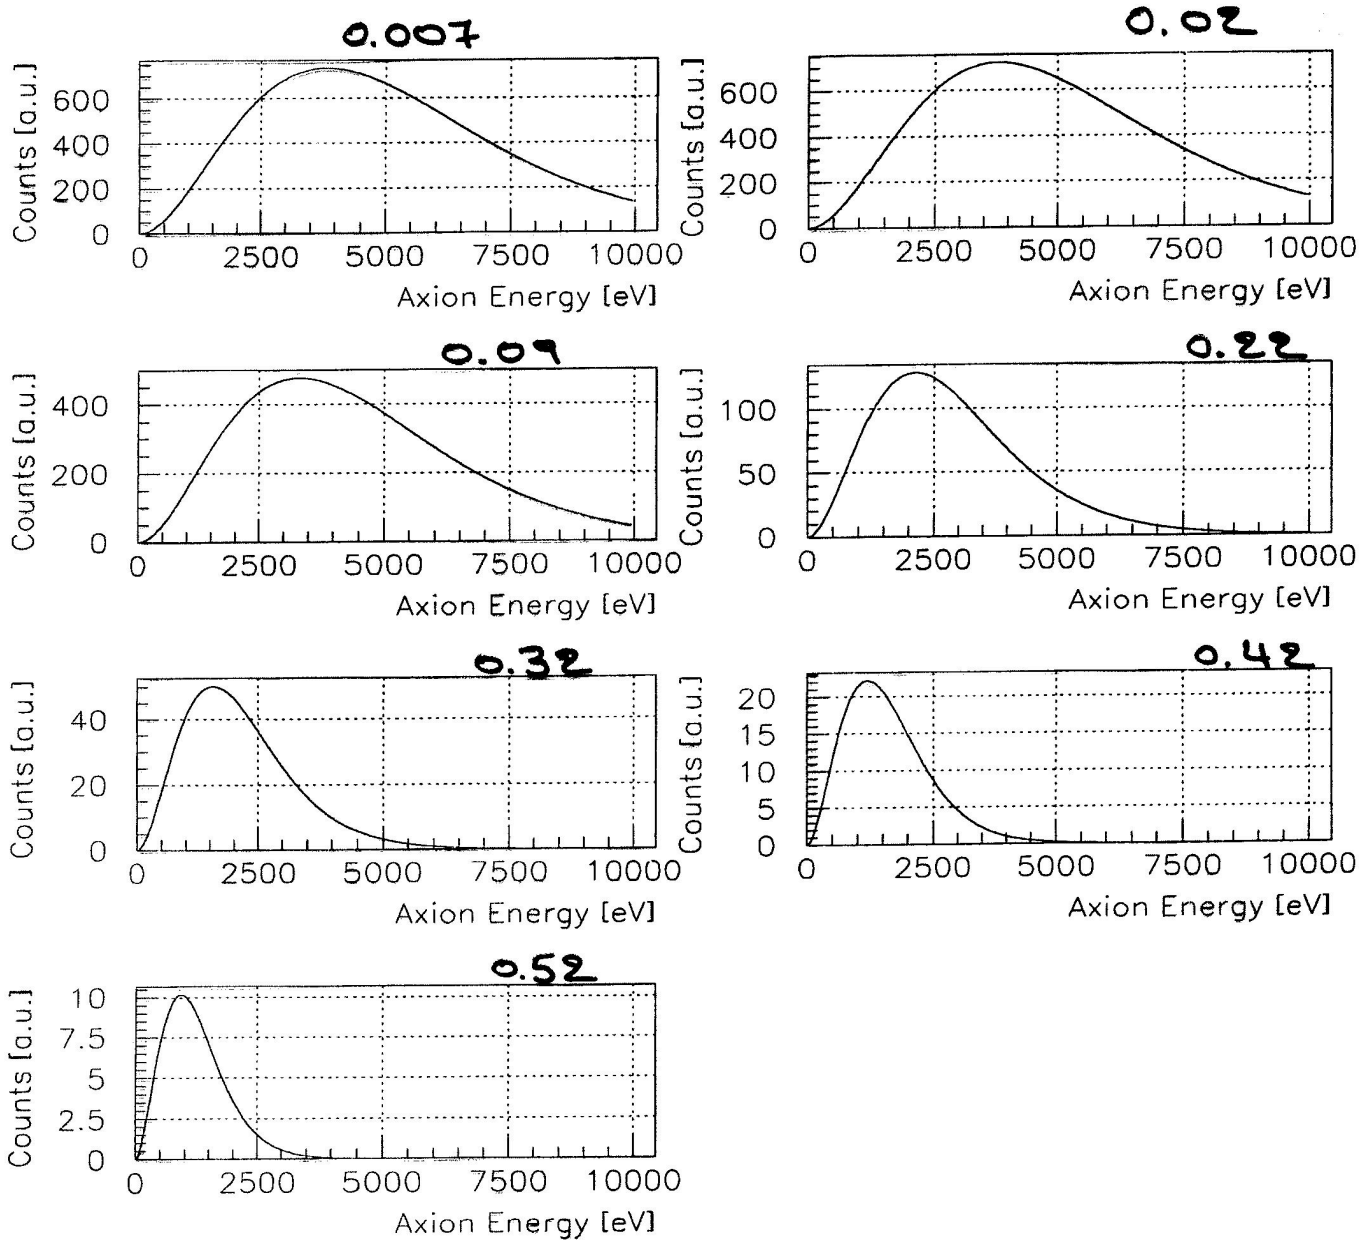 0.007
Counts [a.u.]
600
400
200
0
0 2500 5000 7500 10000
Axion Energy [eV]
0.02
Counts [a.u.]
600
400
200
0
0 2500 5000 7500 10000
Axion Energy [eV]
0.09
Counts [a.u.]
400
200
0
0 2500 5000 7500 10000
Axion Energy [eV]
0.22
Counts [a.u.]
100
50
0
0 2500 5000 7500 10000
Axion Energy [eV]
0.32
Counts [a.u.]
40
20
0
0 2500 5000 7500 10000
Axion Energy [eV]
0.42
Counts [a.u.]
20
15
10
5
0
0 2500 5000 7500 10000
Axion Energy [eV]
0.52
Counts [a.u.]
10
7.5
5
2.5
0
0 2500 5000 7500 10000
Axion Energy [eV]